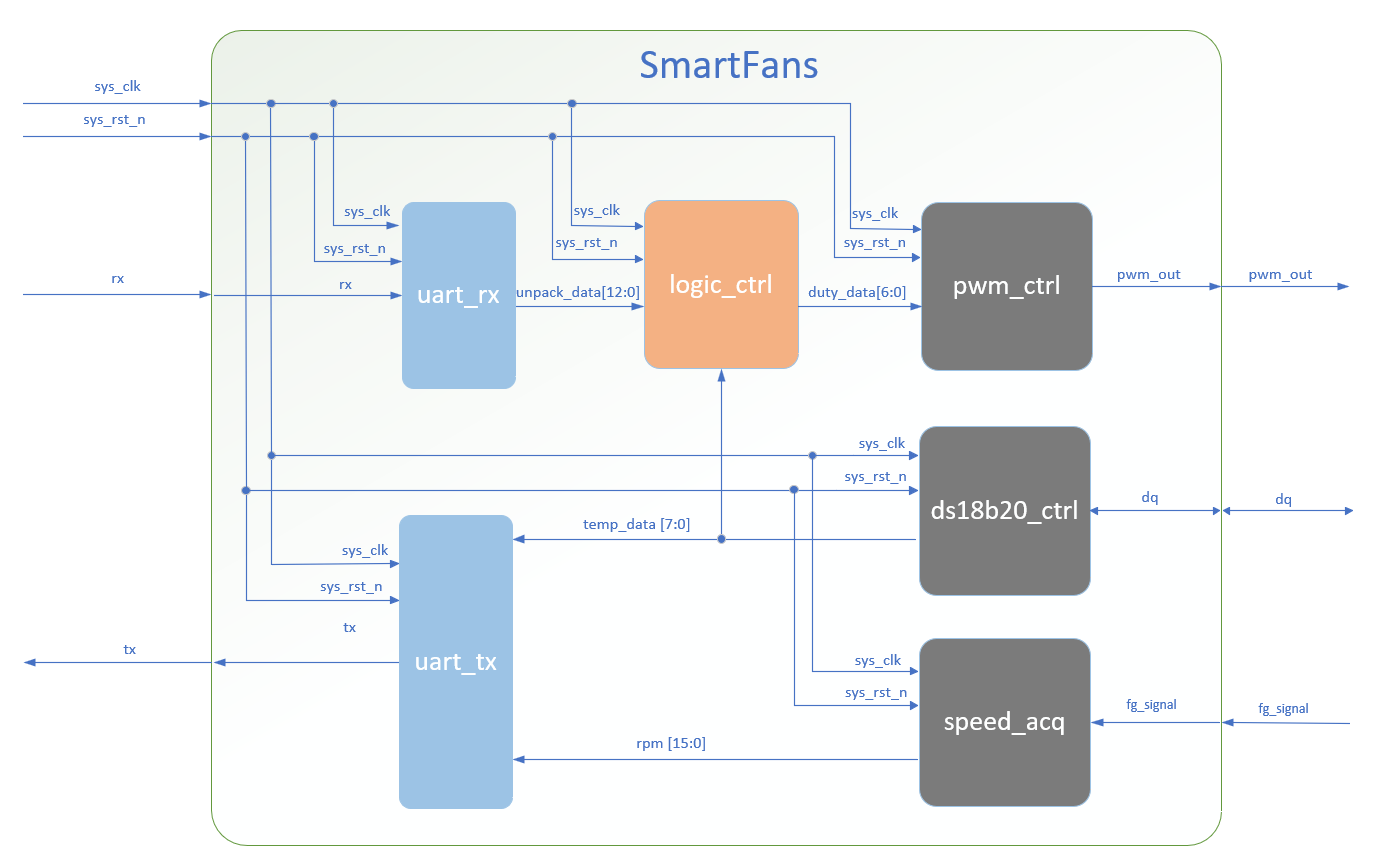 SmartFans
sys_clk
sys_rst_n
sys_clk
sys_clk
sys_clk
sys_rst_n
sys_rst_n
sys_rst_n
rx
rx
uart_rx
unpack_data[12:0]
logic_ctrl
duty_data[6:0]
pwm_ctrl
pwm_out
pwm_out
sys_clk
sys_rst_n
ds18b20_ctrl
dq
dq
temp_data [7:0]
sys_clk
sys_rst_n
tx
tx
uart_tx
sys_clk
sys_rst_n
speed_acq
fg_signal
fg_signal
rpm [15:0]